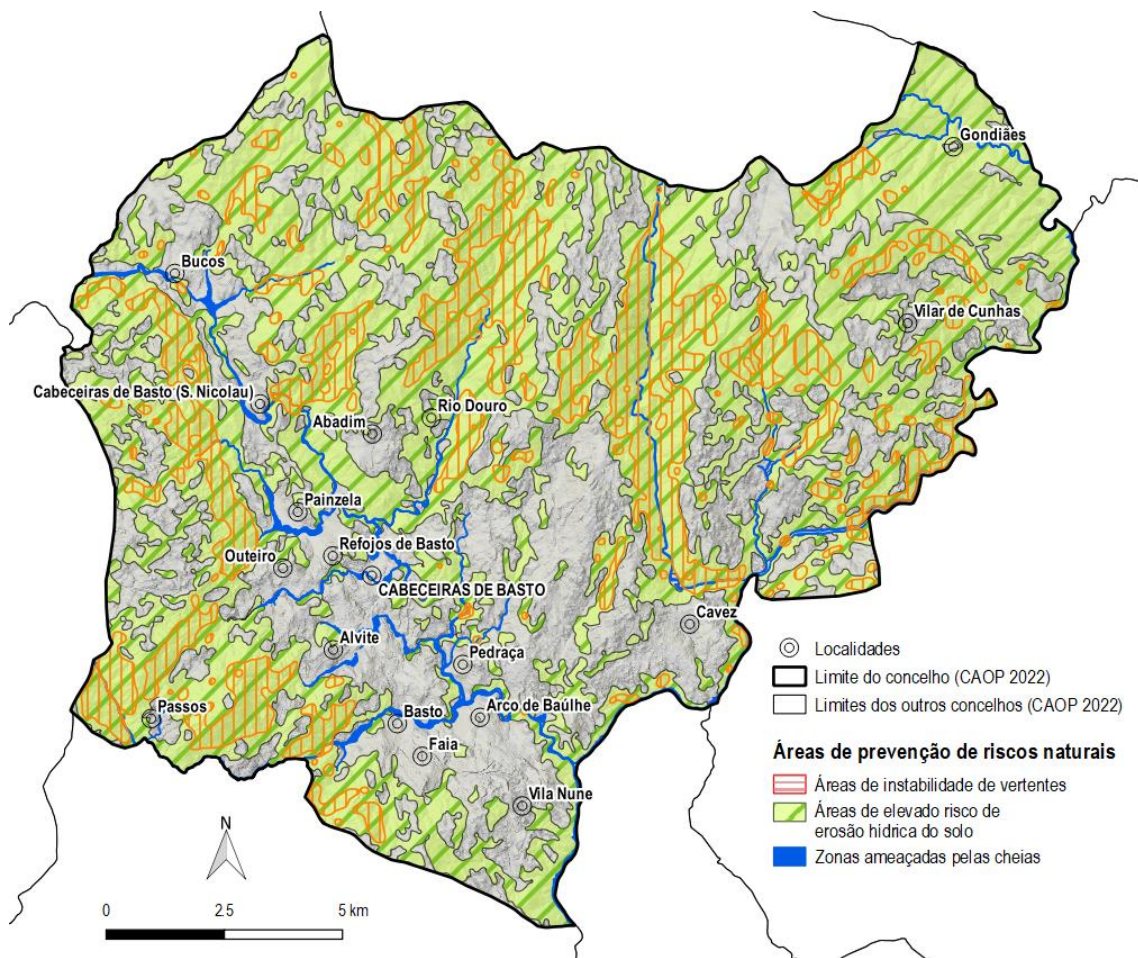 Gondiães
Bucos
Vilar de Cunhas
Cabeceiras de Basto (S. Nicolau)
Rio Douro
Abadim
Painzela
Refojos de Basto
Outeiro
CABECEIRAS DE BASTO
Cavez
Alvite
Pedraça
Passos
Basto
Arco de Baúlhe
Faia
Vila Nune
Localidades
Limite do concelho (CAOP 2022)
Limites dos outros concelhos (CAOP 2022)
Áreas de prevenção de riscos naturais
Áreas de instabilidade de vertentes
Áreas de elevado risco de
erosão hídrica do solo
Zonas ameaçadas pelas cheias
N
0 25 5 km